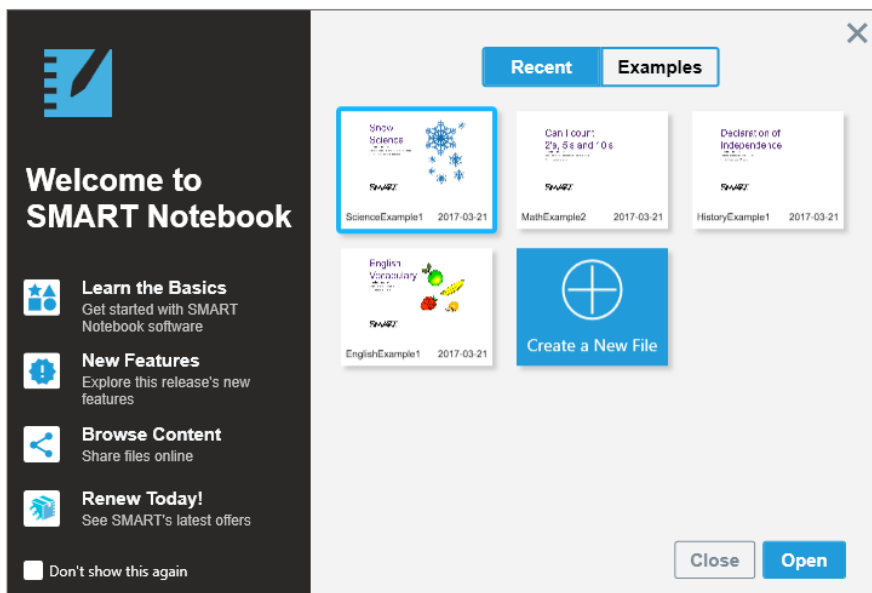 Welcome to
SMART Notebook
Learn the Basics
Get started with SMART
Notebook software
New Features
Explore this release's new
features
Browse Content
Share files online
Renew Today!
See SMART's latest offers
Don't show this again
Recent
Examples
Snow
Science
SMART
ScienceExample1 2017-03-21
Can I count
2's, 5's and 10's
SMART
MathExample2 2017-03-21
Declaration of
Independence
SMART
HistoryExample1 2017-03-21
English
Vocabulary
SMART
EnglishExample1 2017-03-21
Create a New File
Close
Open